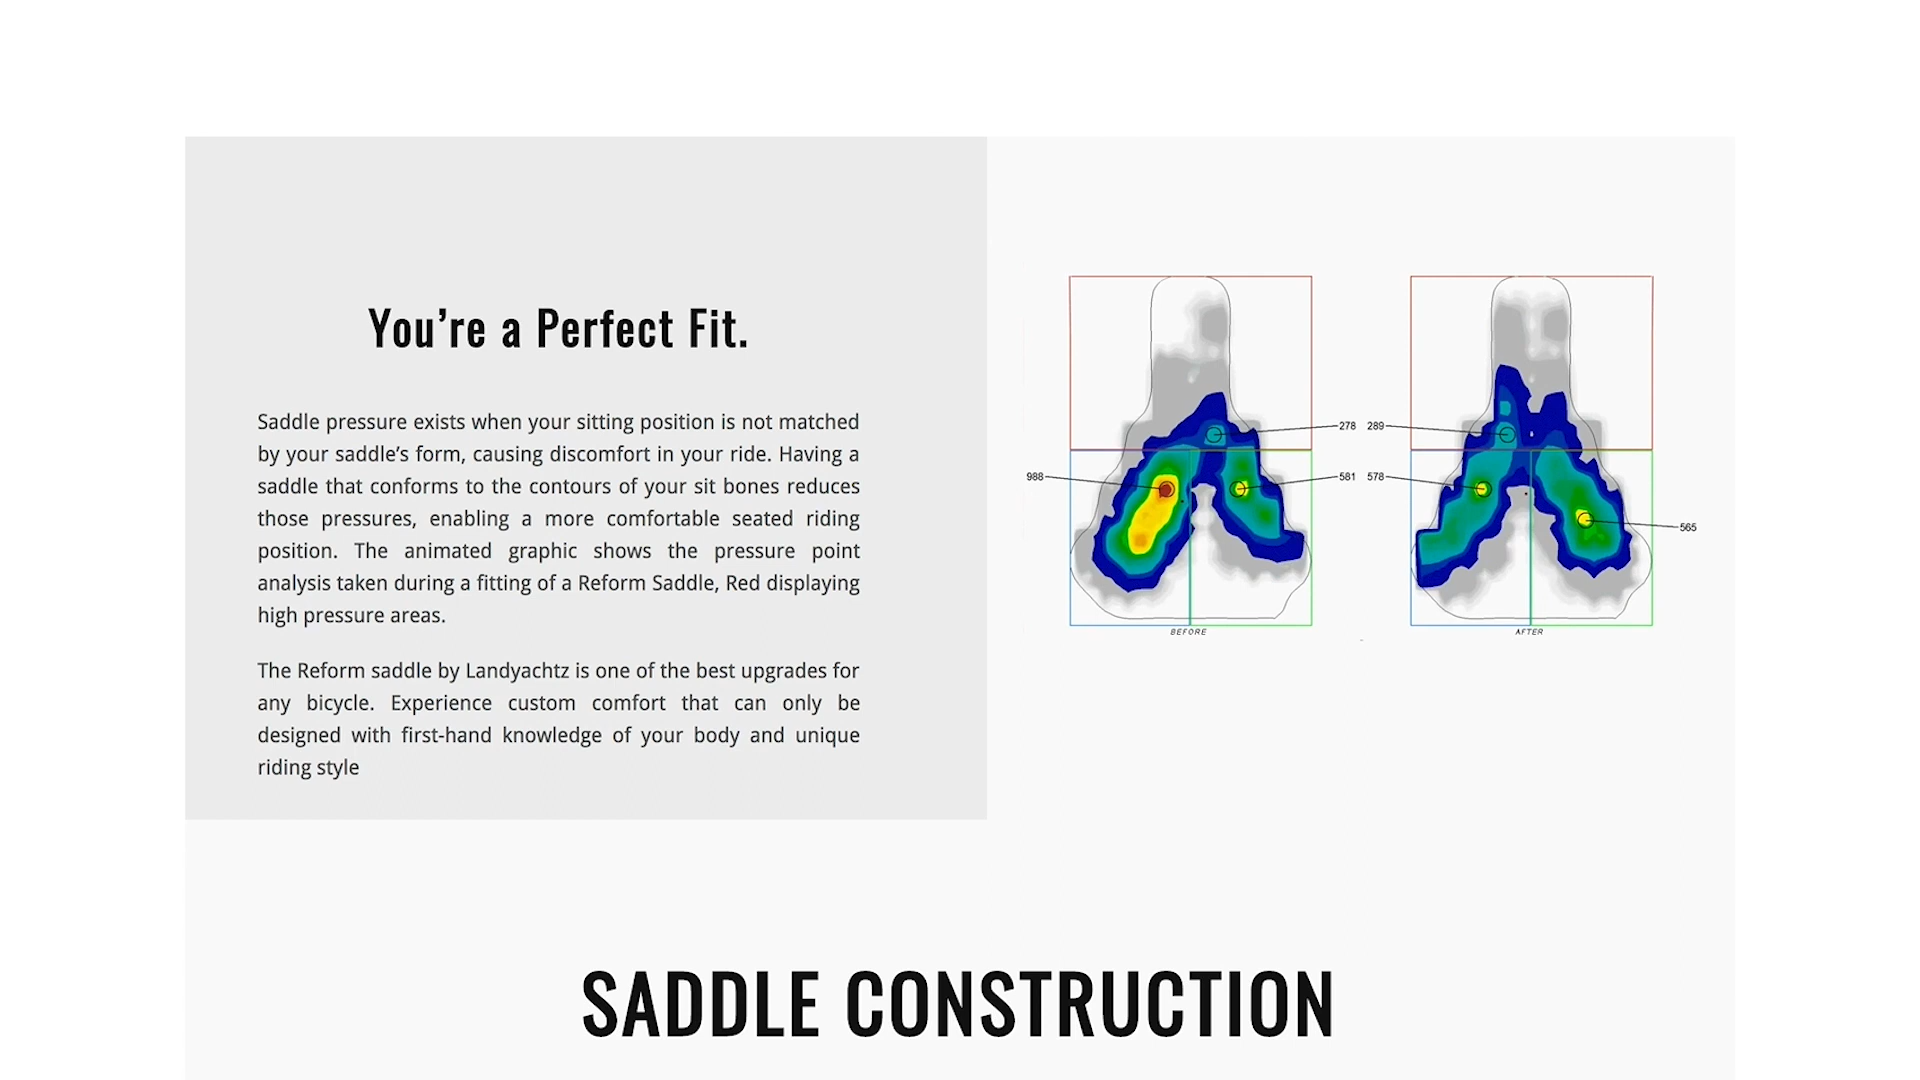 You’re a Perfect Fit.
Saddle pressure exists when your sitting position is not matched
by your saddle’s form, causing discomfort in your ride. Having a
saddle that conforms to the contours of your sit bones reduces
those pressures, enabling a more comfortable seated riding
position. The animated graphic shows the pressure point
analysis taken during a fitting of a Reform Saddle, Red displaying
high pressure areas.
The Reform saddle by Landyachtz is one of the best upgrades for
any bicycle. Experience custom comfort that can only be
designed with first-hand knowledge of your body and unique
riding style
278 289
988 581 578
565
BEFORE AFTER
SADDLE CONSTRUCTION